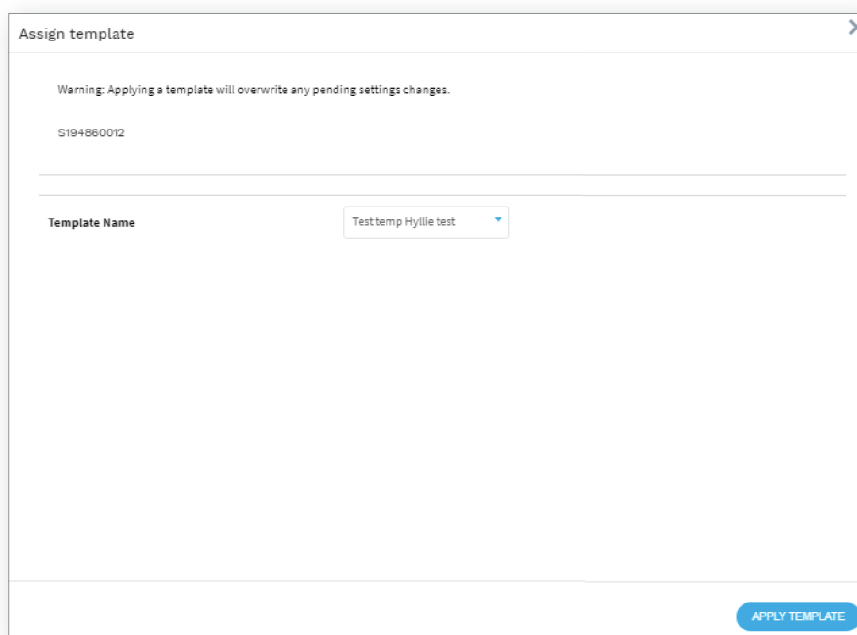 Assign template
Warning: Applying a template will overwrite any pending settings changes.
S194860012
Template Name
Test temp Hyllie test
APPLY TEMPLATE